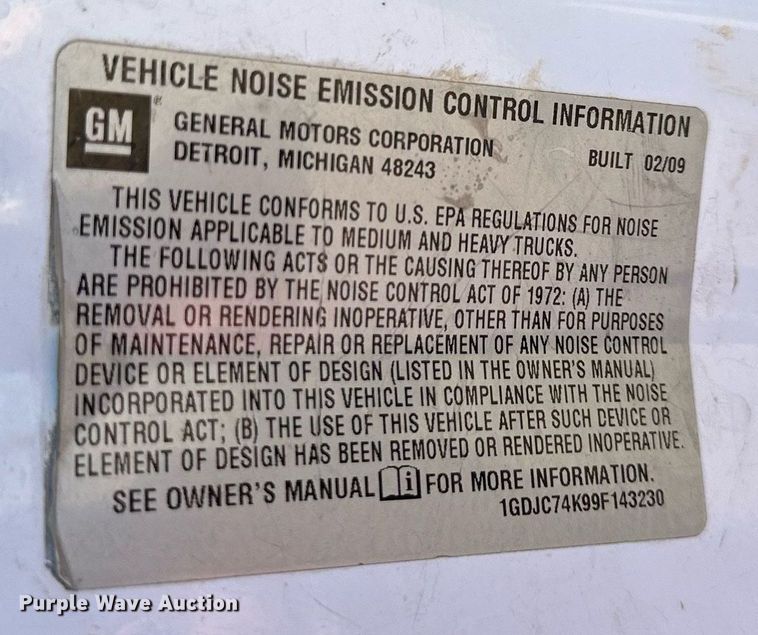 VEHICLE NOISE EMISSION CONTROL INFORMATION
GM
GENERAL MOTORS CORPORATION
DETROIT, MICHIGAN 48243
BUILT 02/09
THIS VEHICLE CONFORMS TO U.S. EPA REGULATIONS FOR NOISE
EMISSION APPLICABLE TO MEDIUM AND HEAVY TRUCKS.
THE FOLLOWING ACTS OR THE CAUSING THEREOF BY ANY PERSON
ARE PROHIBITED BY THE NOISE CONTROL ACT OF 1972: (A) THE
REMOVAL OR RENDERING INOPERATIVE, OTHER THAN FOR PURPOSES
OF MAINTENANCE, REPAIR OR REPLACEMENT OF ANY NOISE CONTROL
DEVICE OR ELEMENT OF DESIGN (LISTED IN THE OWNER'S MANUAL)
INCORPORATED INTO THIS VEHICLE IN COMPLIANCE WITH THE NOISE
CONTROL ACT; (B) THE USE OF THIS VEHICLE AFTER SUCH DEVICE OR
ELEMENT OF DESIGN HAS BEEN REMOVED OR RENDERED INOPERATIVE.
SEE OWNER'S MANUAL i FOR MORE INFORMATION.
1GDJC74K99F143230
Purple Wave Auction